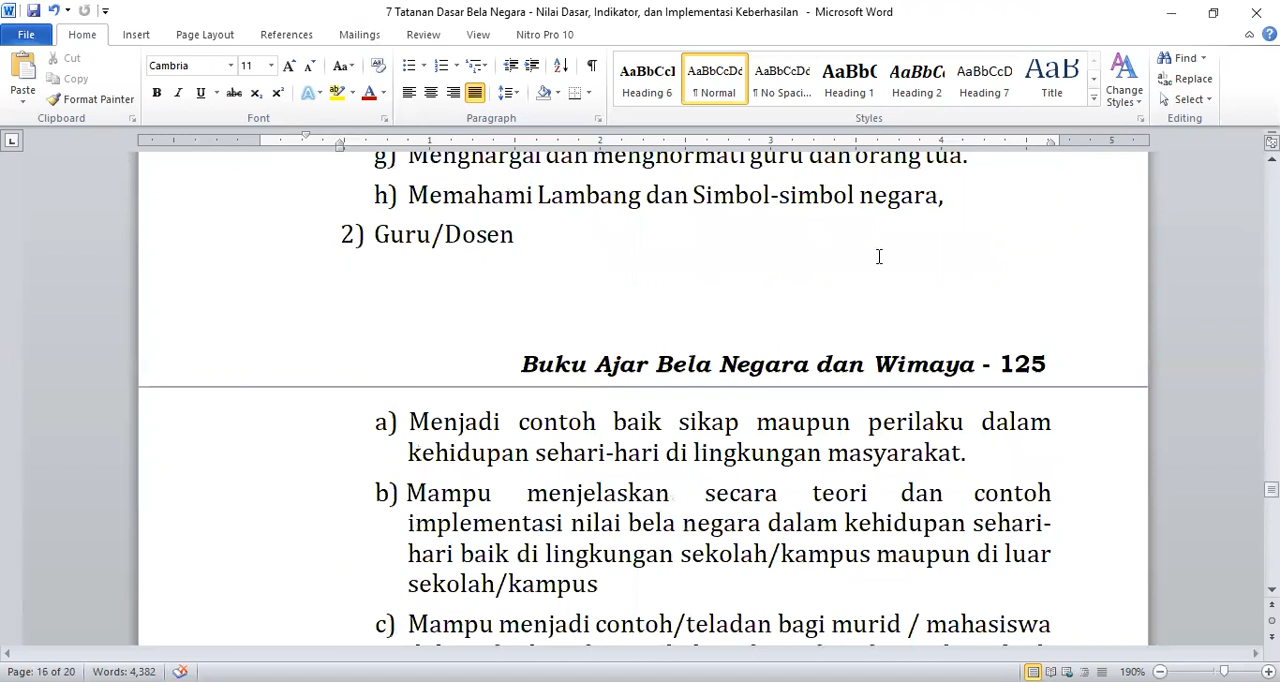 7 Tatanan Dasar Bela Negara - Nilai Dasar, Indikator, dan Implementasi Keberhasilan - Microsoft Word
File Home Insert Page Layout References Mailings Review View Nitro Pro 10
Paste
Cut
Copy
Format Painter
Clipboard
Cambria 11
Font
Paragraph
AaBbCcI AaBbCcDc AaBbCcDc AaBbC AaBbCc AaBbCcD AaB
Heading 6 ¶ Normal ¶ No Spaci... Heading 1 Heading 2 Heading 7 Title
Styles
Change Styles
Find
Replace
Select
Editing
1 2 3 4 5
g) Menghargai dan menghormati guru dan orang tua.
h) Memahami Lambang dan Simbol-simbol negara,
2) Guru/Dosen
Buku Ajar Bela Negara dan Wimaya - 125
a) Menjadi contoh baik sikap maupun perilaku dalam
kehidupan sehari-hari di lingkungan masyarakat.
b) Mampu menjelaskan secara teori dan contoh
implementasi nilai bela negara dalam kehidupan sehari-
hari baik di lingkungan sekolah/kampus maupun di luar
sekolah/kampus
c) Mampu menjadi contoh/teladan bagi murid / mahasiswa
Page: 16 of 20 Words: 4,382 190%